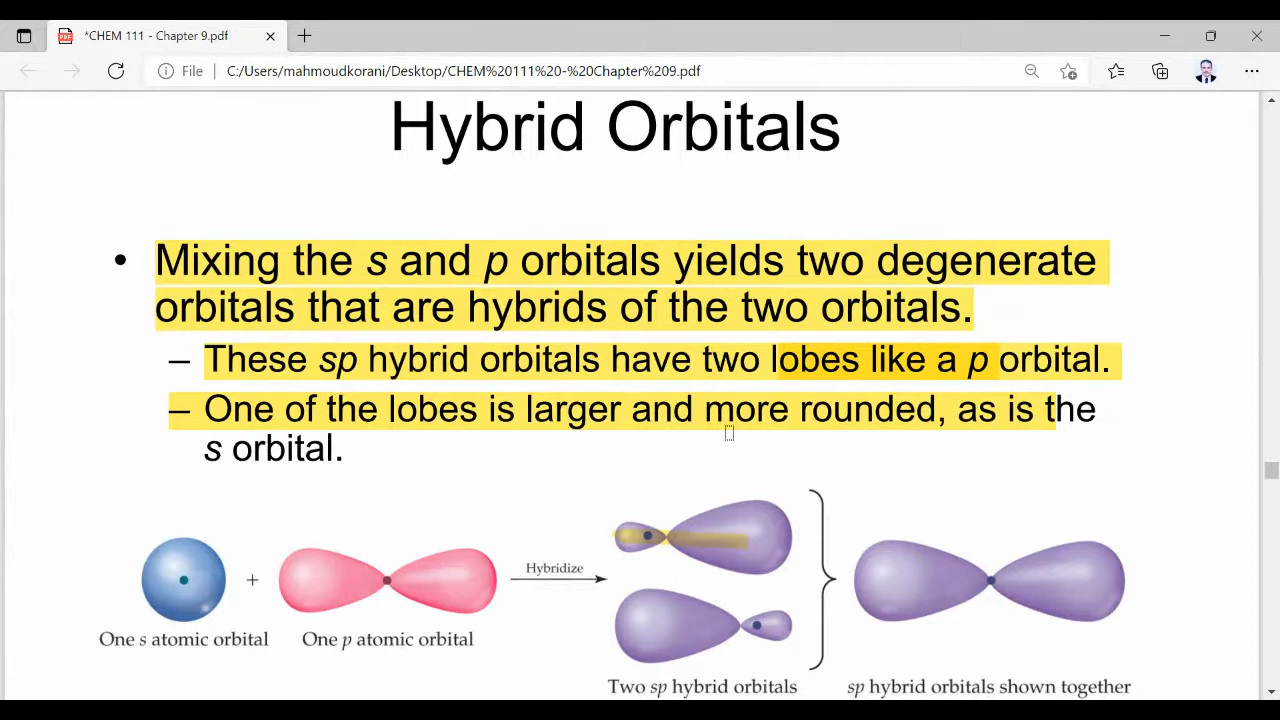 *CHEM 111 - Chapter 9.pdf
File C:/Users/mahmoudkorani/Desktop/CHEM%20111%20-%20Chapter%209.pdf
Hybrid Orbitals
• Mixing the s and p orbitals yields two degenerate
orbitals that are hybrids of the two orbitals.
– These sp hybrid orbitals have two lobes like a p orbital.
– One of the lobes is larger and more rounded, as is the
s orbital.
Hybridize
+
One s atomic orbital One p atomic orbital
Two sp hybrid orbitals sp hybrid orbitals shown together